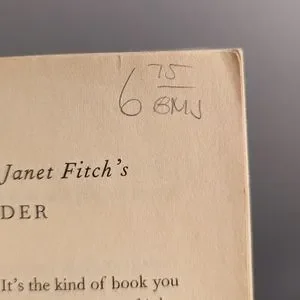 6 75
BMJ
Janet Fitch's
DER
It's the kind of book you